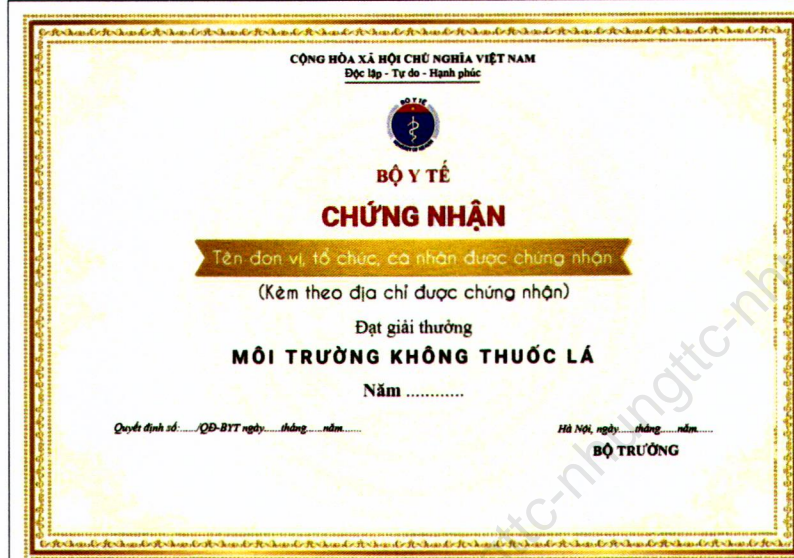 CỘNG HÒA XÃ HỘI CHỦ NGHĨA VIỆT NAM
Độc lập - Tự do - Hạnh phúc
BỘ Y TẾ
BỘ Y TẾ
CHỨNG NHẬN
Tên đơn vị, tổ chức, cá nhân được chứng nhận
(Kèm theo địa chỉ được chứng nhận)
Đạt giải thưởng
MÔI TRƯỜNG KHÔNG THUỐC LÁ
Năm ............
Quyết định số:....../QĐ-BYT ngày......tháng......năm......
Hà Nội, ngày......tháng......năm......
BỘ TRƯỞNG